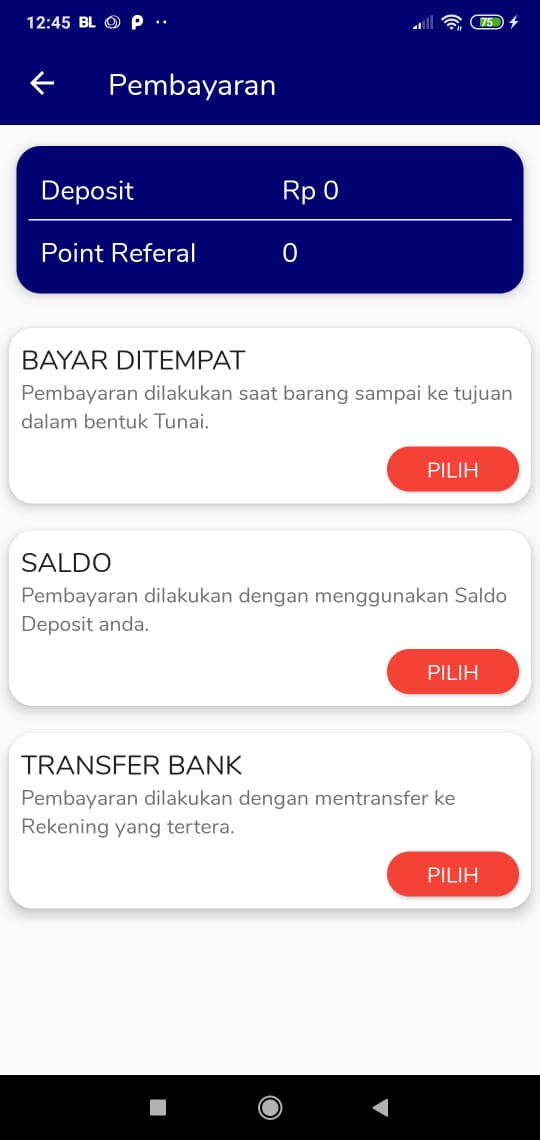 12:45 BL
75
Pembayaran
Deposit Rp 0
Point Referal 0
BAYAR DITEMPAT
Pembayaran dilakukan saat barang sampai ke tujuan
dalam bentuk Tunai.
PILIH
SALDO
Pembayaran dilakukan dengan menggunakan Saldo
Deposit anda.
PILIH
TRANSFER BANK
Pembayaran dilakukan dengan mentransfer ke
Rekening yang tertera.
PILIH